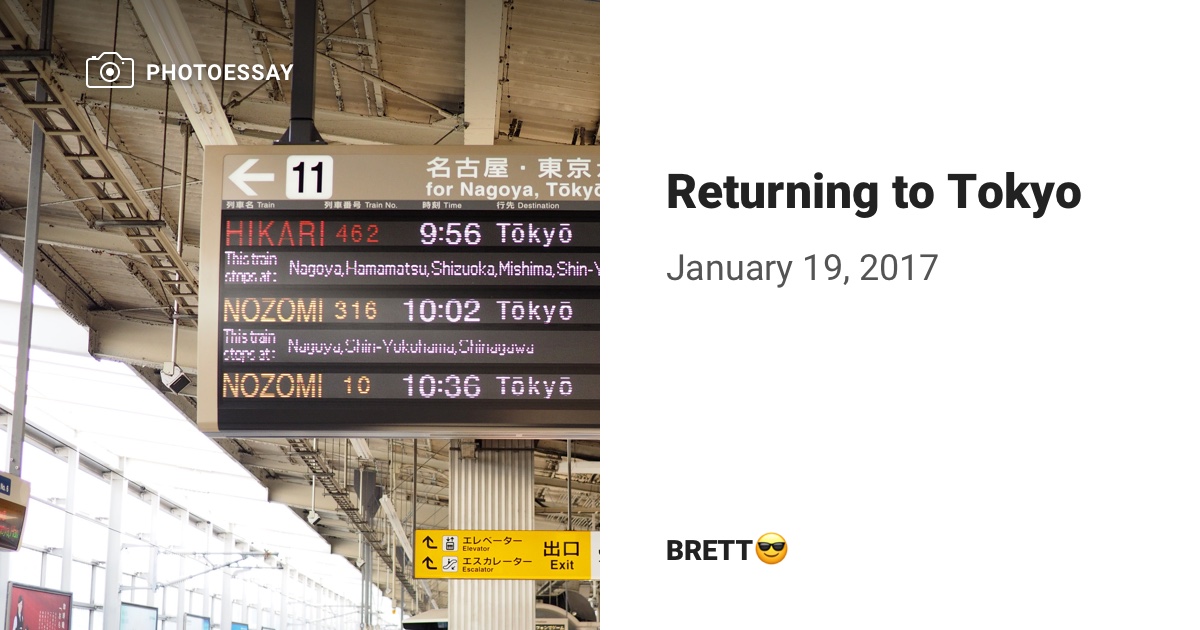 PHOTOESSAY
11
名古屋・東京
for Nagoya, Tōkyō
列車名 Train 列車番号 Train No. 時刻 Time 行先 Destination
HIKARI 462 9:56 Tōkyō
This train
stops at: Nagoya,Hamamatsu,Shizuoka,Mishima,Shin-Y
NOZOMI 316 10:02 Tōkyō
This train
stops at: Nagoya,Shin-Yokohama,Shinagawa
NOZOMI 10 10:36 Tōkyō
エレベーター
Elevator
エスカレーター
Escalator
出口
Exit
Returning to Tokyo
January 19, 2017
BRETT😎